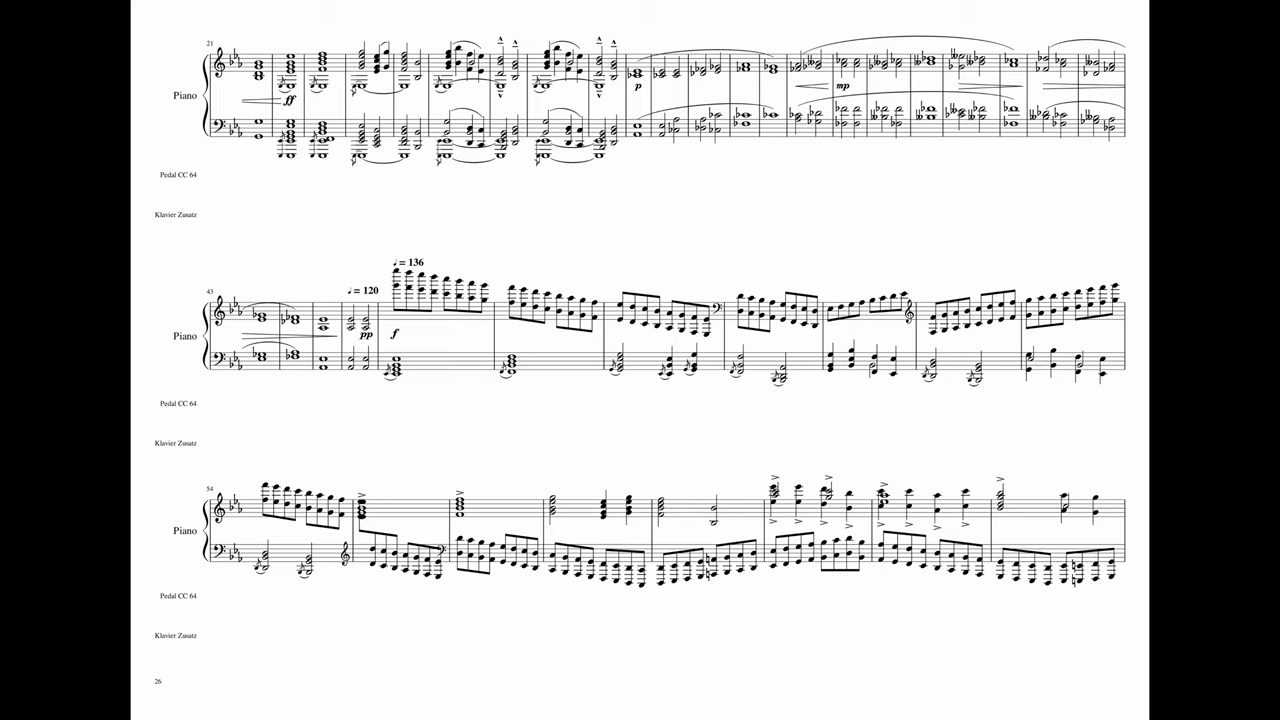 21
Piano
ff
p
mp
Pedal CC 64
Klavier Zusatz
43
♩ = 120
♩ = 136
Piano
pp
f
Pedal CC 64
Klavier Zusatz
54
Piano
Pedal CC 64
Klavier Zusatz
26